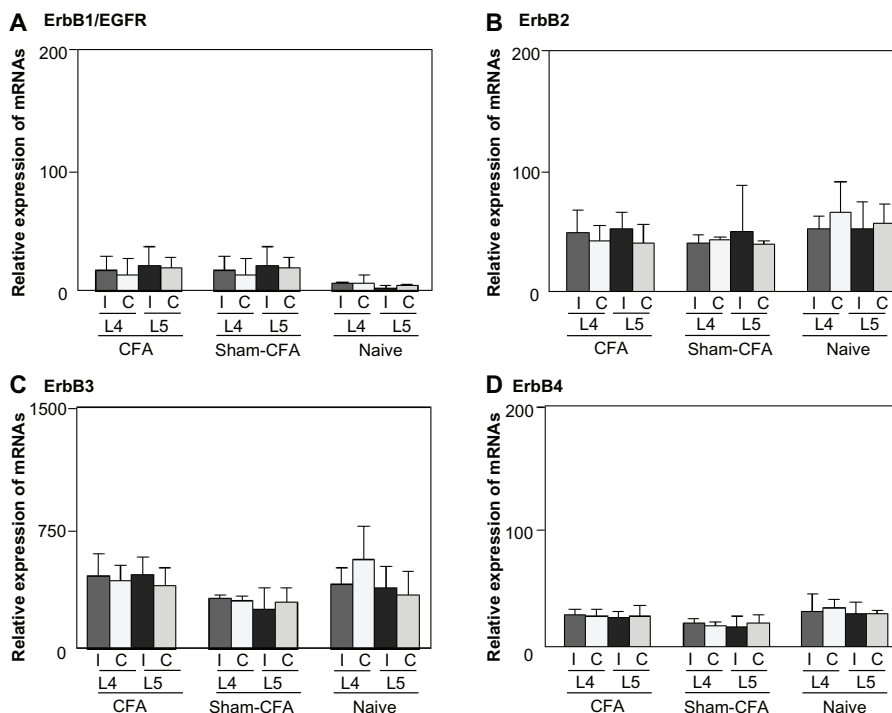 A ErbB1/EGFR
Relative expression of mRNAs
200
100
0
I C I C I C I C I C I C
L4 L5 L4 L5 L4 L5
CFA Sham-CFA Naive
B ErbB2
Relative expression of mRNAs
200
100
0
I C I C I C I C I C I C
L4 L5 L4 L5 L4 L5
CFA Sham-CFA Naive
C ErbB3
Relative expression of mRNAs
1500
750
0
I C I C I C I C I C I C
L4 L5 L4 L5 L4 L5
CFA Sham-CFA Naive
D ErbB4
Relative expression of mRNAs
200
100
0
I C I C I C I C I C I C
L4 L5 L4 L5 L4 L5
CFA Sham-CFA Naive